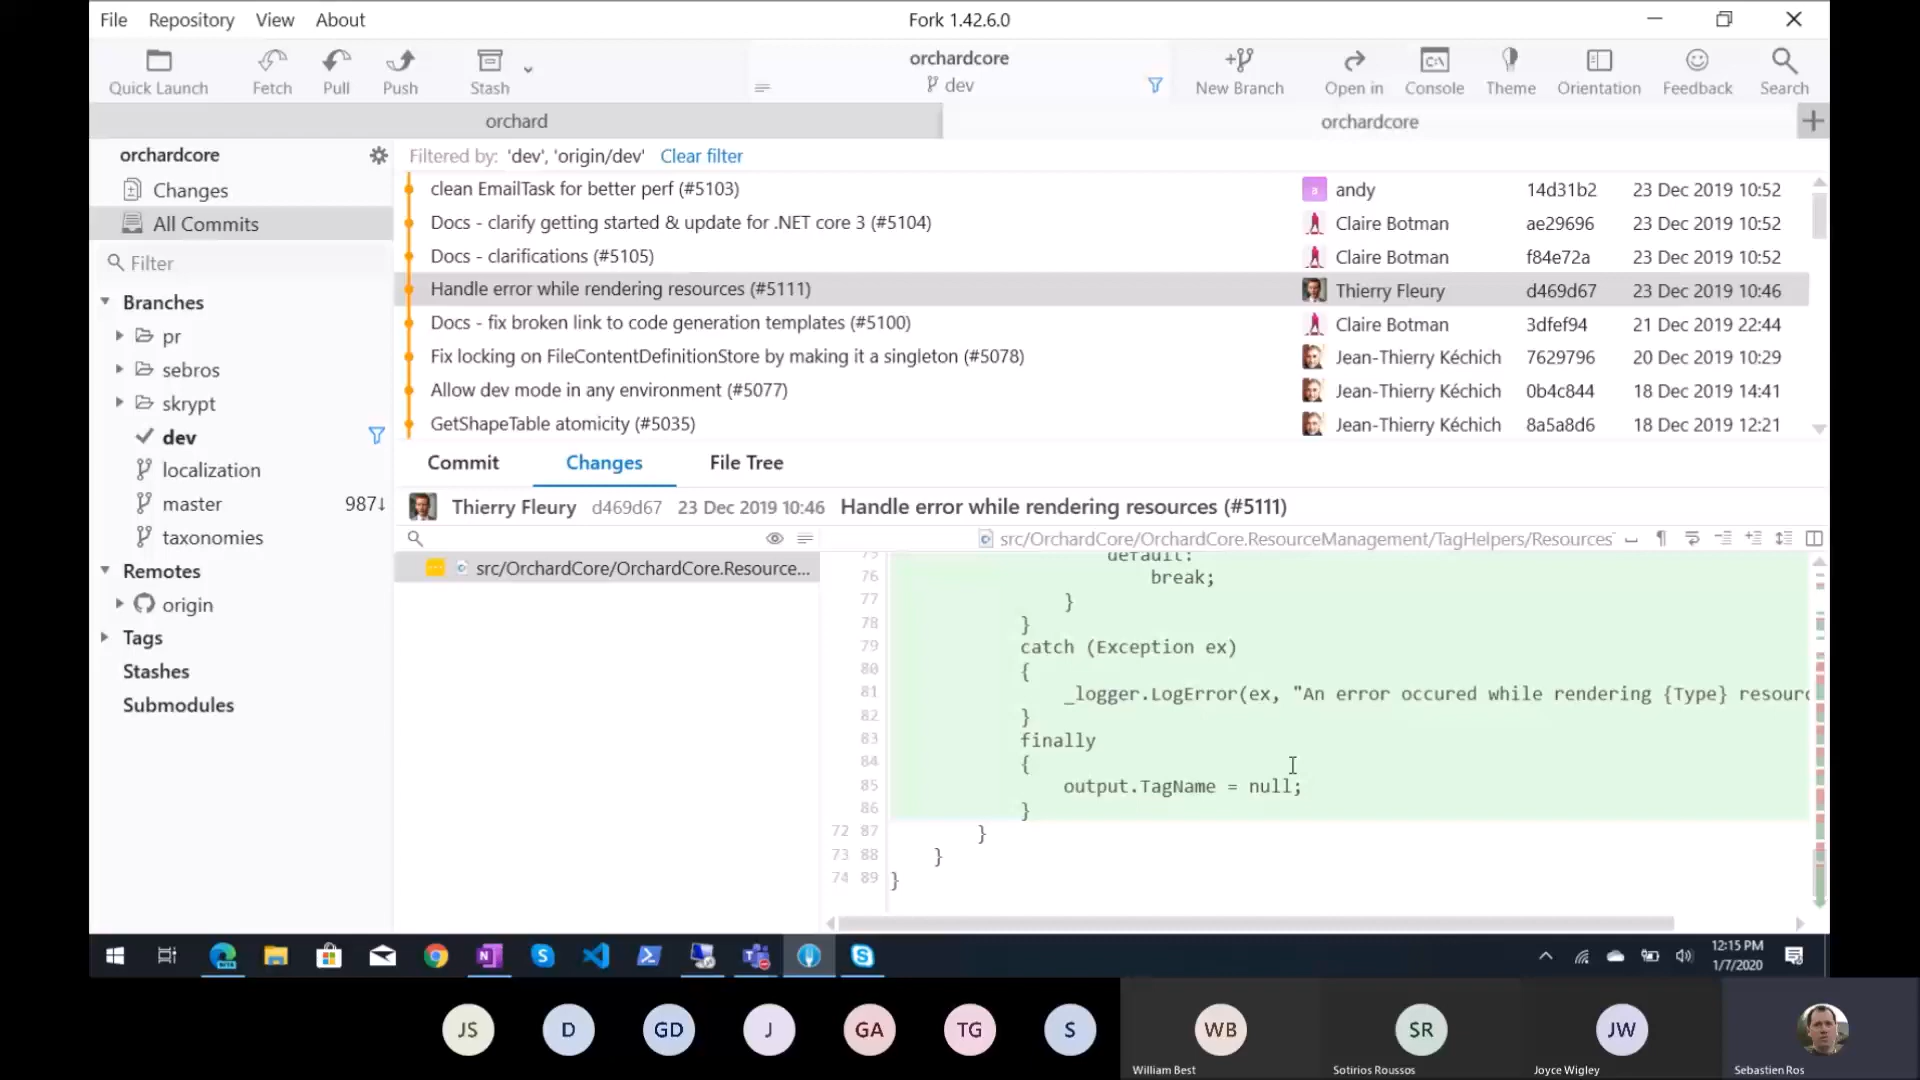 File Repository View About
Fork 1.42.6.0
Quick Launch Fetch Pull Push Stash
orchardcore
dev
New Branch Open in Console Theme Orientation Feedback Search
orchard
orchardcore
orchardcore
Changes
All Commits
Filter
Branches
pr
sebros
skrypt
dev
localization
master 987↓
taxonomies
Remotes
origin
Tags
Stashes
Submodules
Filtered by: 'dev', 'origin/dev' Clear filter
clean EmailTask for better perf (#5103) a andy 14d31b2 23 Dec 2019 10:52
Docs - clarify getting started & update for .NET core 3 (#5104) Claire Botman ae29696 23 Dec 2019 10:52
Docs - clarifications (#5105) Claire Botman f84e72a 23 Dec 2019 10:52
Handle error while rendering resources (#5111) Thierry Fleury d469d67 23 Dec 2019 10:46
Docs - fix broken link to code generation templates (#5100) Claire Botman 3dfef94 21 Dec 2019 22:44
Fix locking on FileContentDefinitionStore by making it a singleton (#5078) Jean-Thierry Kéchich 7629796 20 Dec 2019 10:29
Allow dev mode in any environment (#5077) Jean-Thierry Kéchich 0b4c844 18 Dec 2019 14:41
GetShapeTable atomicity (#5035) Jean-Thierry Kéchich 8a5a8d6 18 Dec 2019 12:21
Commit Changes File Tree
Thierry Fleury d469d67 23 Dec 2019 10:46 Handle error while rendering resources (#5111)
src/OrchardCore/OrchardCore.ResourceManagement/TagHelpers/Resources
src/OrchardCore/OrchardCore.Resource...
75 default:
76 break;
77 }
78 }
79 catch (Exception ex)
80 {
81 _logger.LogError(ex, "An error occured while rendering {Type} resour
82 }
83 finally
84 {
85 output.TagName = null;
86 }
72 87 }
73 88 }
74 89 }
12:15 PM
1/7/2020
JS D GD J GA TG S WB SR JW
William Best Sotirios Roussos Joyce Wigley Sebastien Ros